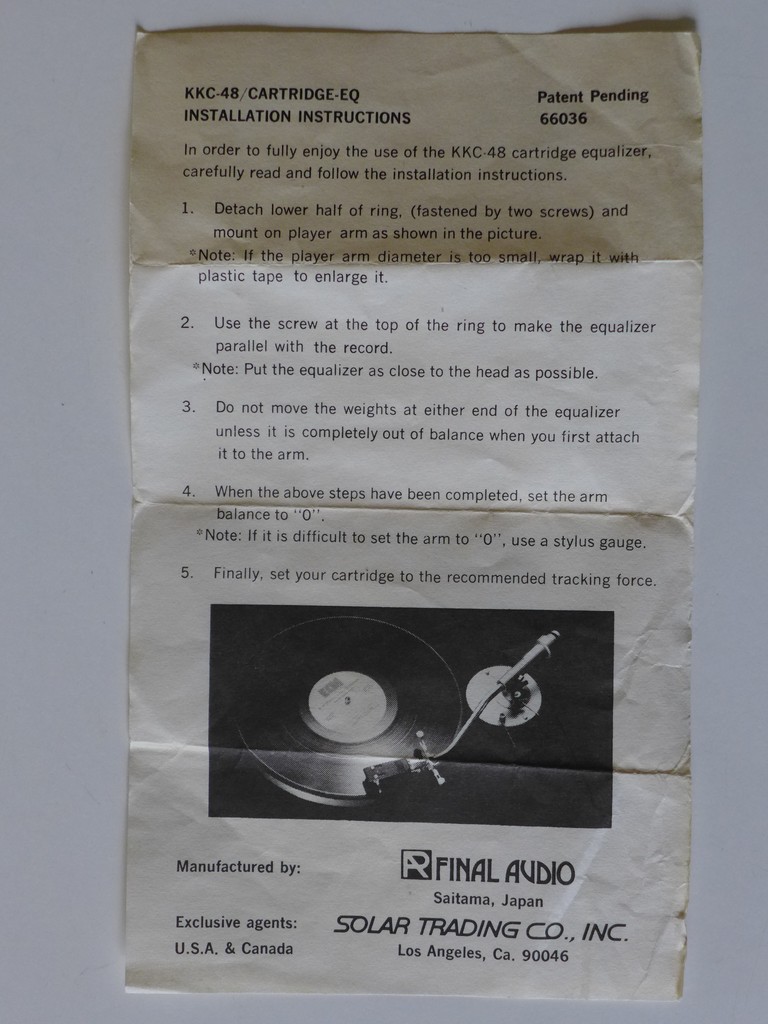 KKC-48/CARTRIDGE-EQ
INSTALLATION INSTRUCTIONS
Patent Pending
66036
In order to fully enjoy the use of the KKC-48 cartridge equalizer,
carefully read and follow the installation instructions.
1. Detach lower half of ring, (fastened by two screws) and
mount on player arm as shown in the picture.
*Note: If the player arm diameter is too small, wrap it with
plastic tape to enlarge it.
2. Use the screw at the top of the ring to make the equalizer
parallel with the record.
*Note: Put the equalizer as close to the head as possible.
3. Do not move the weights at either end of the equalizer
unless it is completely out of balance when you first attach
it to the arm.
4. When the above steps have been completed, set the arm
balance to "0".
*Note: If it is difficult to set the arm to "0", use a stylus gauge.
5. Finally, set your cartridge to the recommended tracking force.
Manufactured by:
FINAL AUDIO
Saitama, Japan
Exclusive agents:
U.S.A. & Canada
SOLAR TRADING CO., INC.
Los Angeles, Ca. 90046